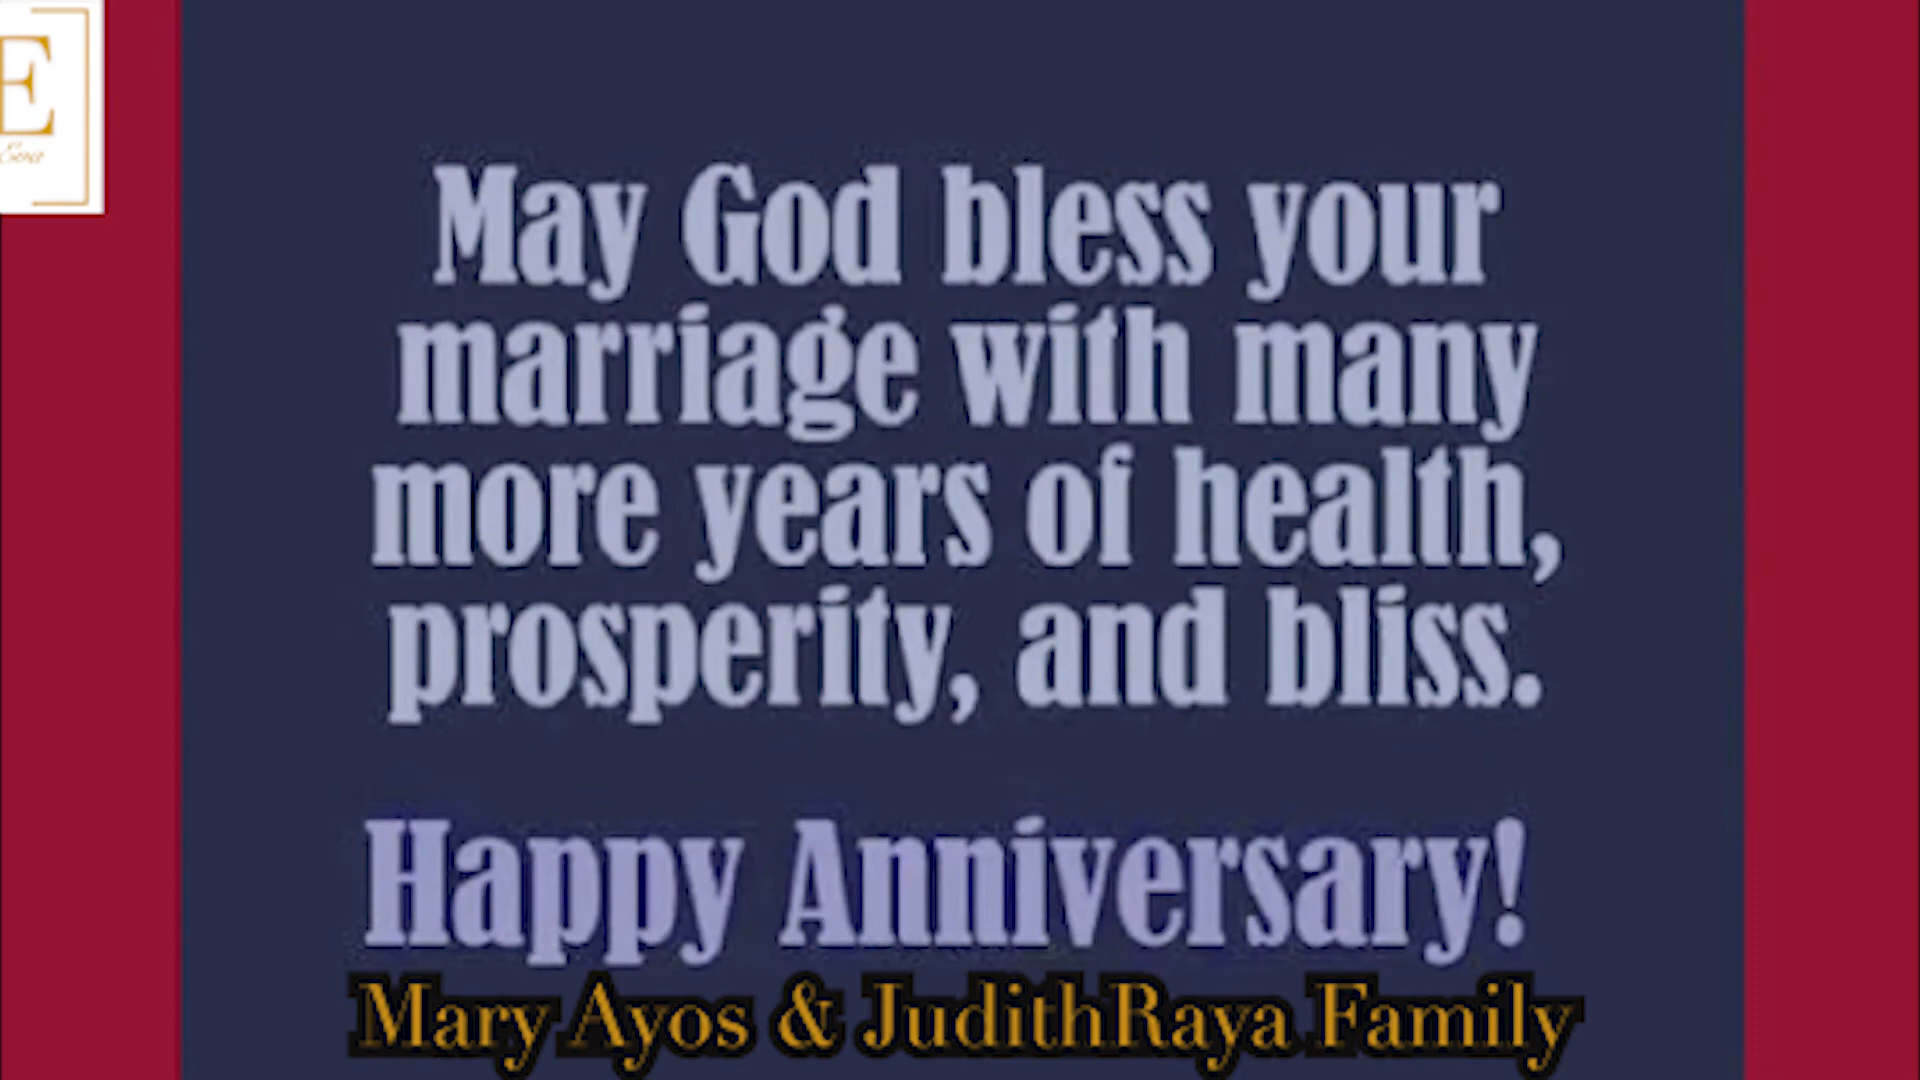 E
May God bless your
marriage with many
more years of health,
prosperity, and bliss.
Happy Anniversary!
Mary Ayos & JudithRaya Family